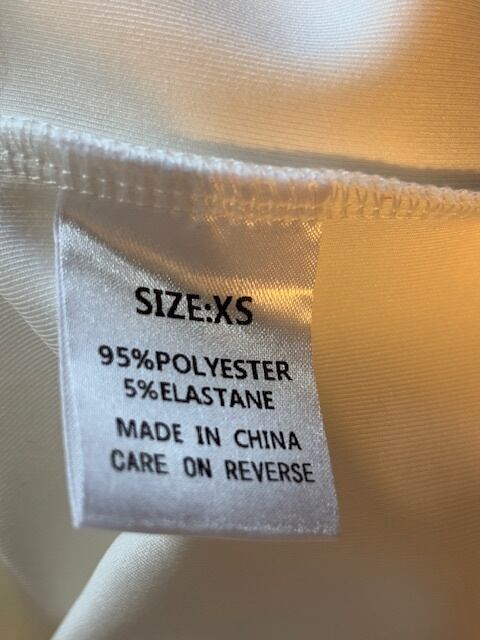 SIZE:XS
95%POLYESTER
5%ELASTANE
MADE IN CHINA
CARE ON REVERSE